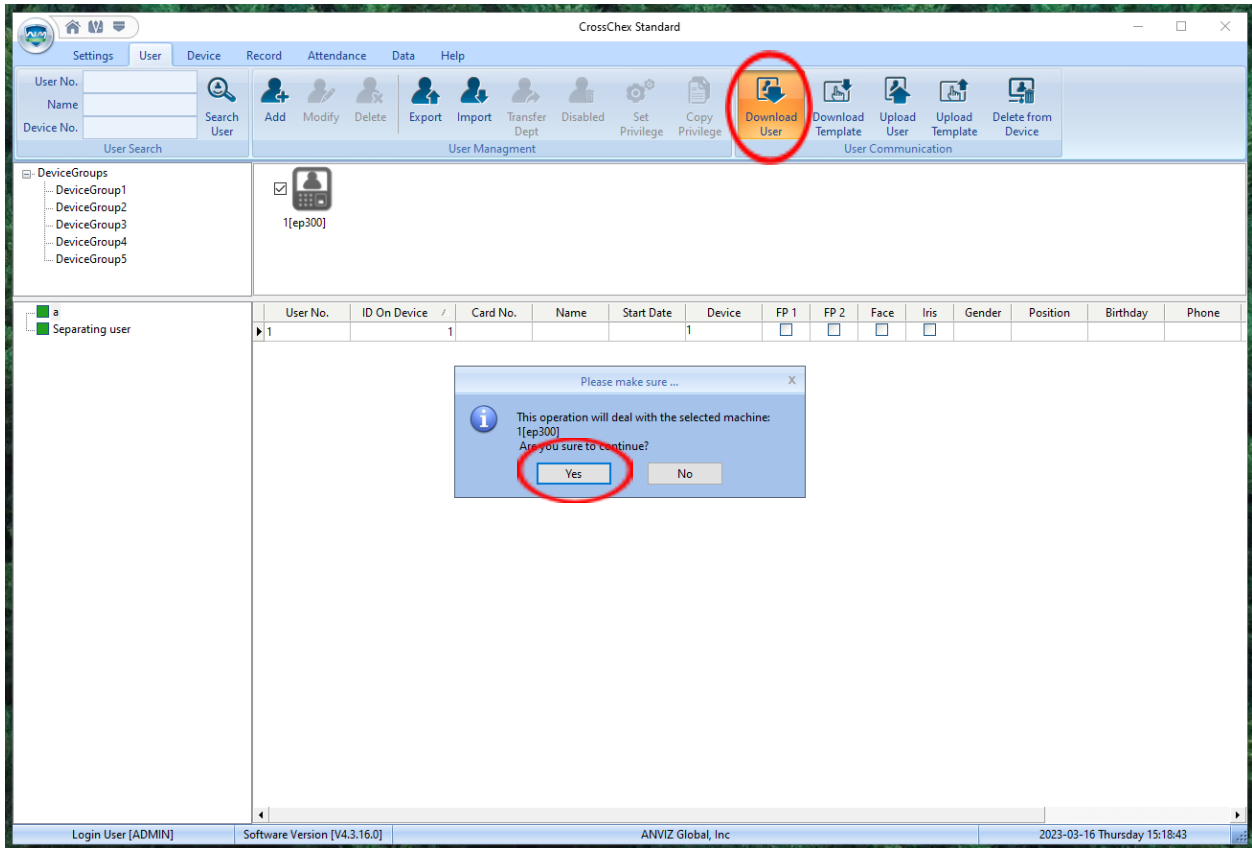 CrossChex Standard
Settings User Device Record Attendance Data Help
User No.
Name
Device No.
Search
User
User Search
Add Modify Delete Export Import Transfer
Dept Disabled Set
Privilege Copy
Privilege
User Managment
Download
User Download
Template Upload
User Upload
Template Delete from
Device
User Communication
DeviceGroups
DeviceGroup1
DeviceGroup2
DeviceGroup3
DeviceGroup4
DeviceGroup5
1[ep300]
a
Separating user
User No. ID On Device Card No. Name Start Date Device FP 1 FP 2 Face Iris Gender Position Birthday Phone
1 1 1
Please make sure ... X
This operation will deal with the selected machine:
1[ep300]
Are you sure to continue?
Yes No
Login User [ADMIN] Software Version [V4.3.16.0] ANVIZ Global, Inc 2023-03-16 Thursday 15:18:43